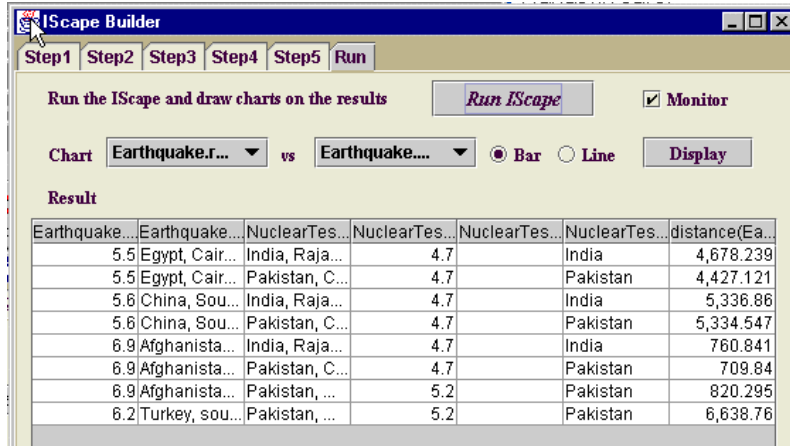 IScape Builder
Step1 Step2 Step3 Step4 Step5 Run
Run the IScape and draw charts on the results Run IScape Monitor
Chart Earthquake.r... vs Earthquake.... Bar Line Display
Result
Earthquake.... Earthquake.... NuclearTes... NuclearTes... NuclearTes... NuclearTes... distance(Ea...
5.5 Egypt, Cair... India, Raja... 4.7 India 4,678.239
5.5 Egypt, Cair... Pakistan, C... 4.7 Pakistan 4,427.121
5.6 China, Sou... India, Raja... 4.7 India 5,336.86
5.6 China, Sou... Pakistan, C... 4.7 Pakistan 5,334.547
6.9 Afghanista... India, Raja... 4.7 India 760.841
6.9 Afghanista... Pakistan, C... 4.7 Pakistan 709.84
6.9 Afghanista... Pakistan, ... 5.2 Pakistan 820.295
6.2 Turkey, sou... Pakistan, ... 5.2 Pakistan 6,638.76